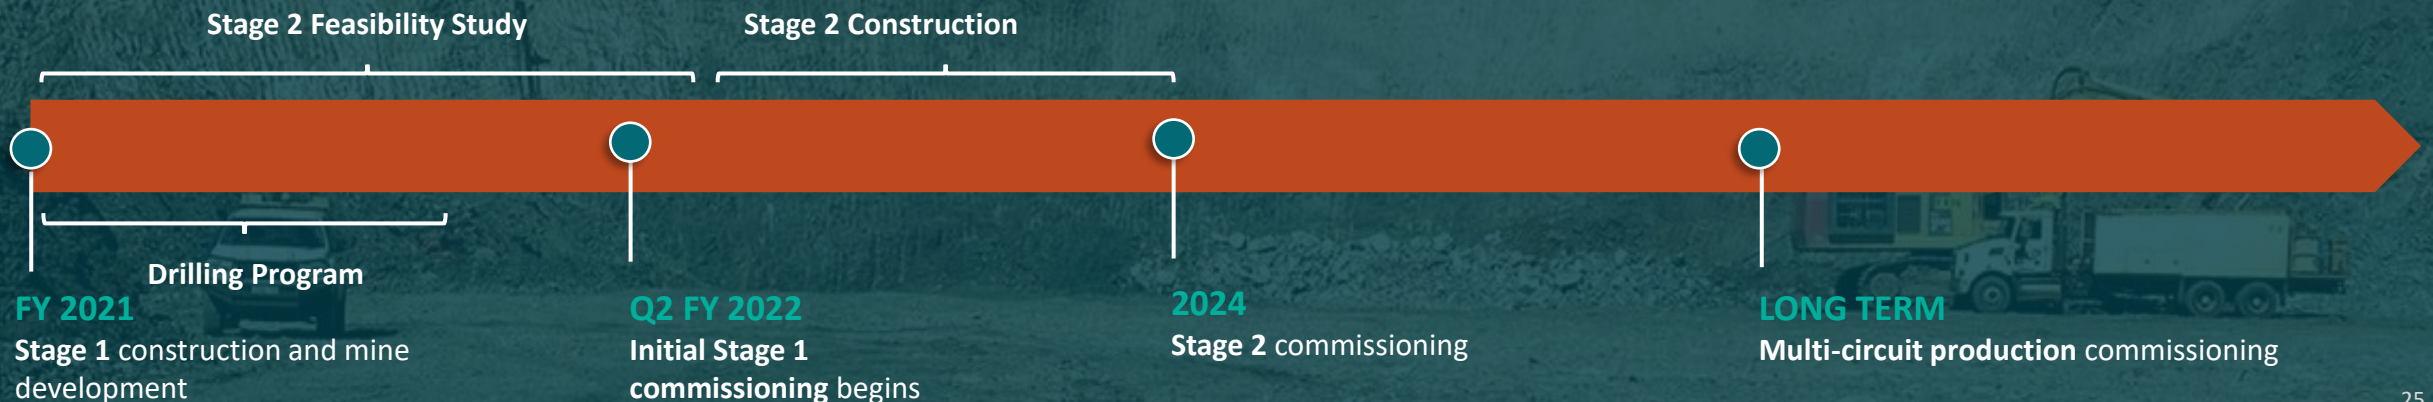 Stage 2 Feasibility Study
Stage 2 Construction
Drilling Program
FY 2021
Stage 1 construction and mine
development
Q2 FY 2022
Initial Stage 1
commissioning begins
2024
Stage 2 commissioning
LONG TERM
Multi-circuit production commissioning
25